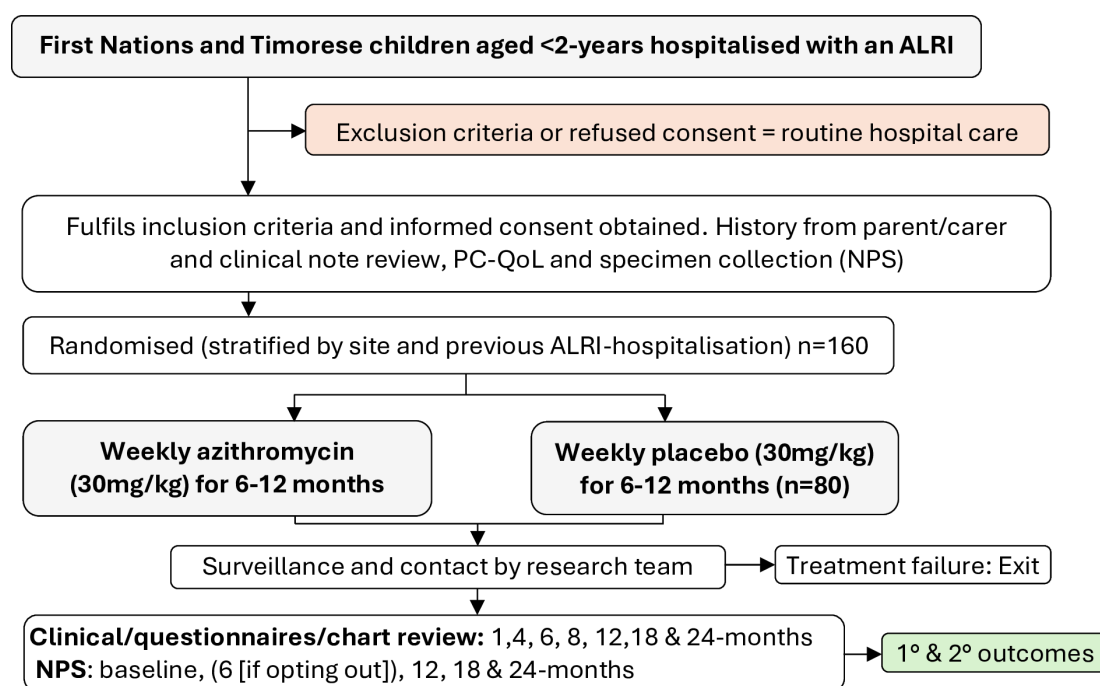 First Nations and Timorese children aged <2-years hospitalised with an ALRI
Exclusion criteria or refused consent = routine hospital care
Fulfils inclusion criteria and informed consent obtained. History from parent/carer
and clinical note review, PC-QoL and specimen collection (NPS)
Randomised (stratified by site and previous ALRI-hospitalisation) n=160
Weekly azithromycin
(30mg/kg) for 6-12 months
Weekly placebo (30mg/kg)
for 6-12 months (n=80)
Surveillance and contact by research team
Treatment failure: Exit
Clinical/questionnaires/chart review: 1,4, 6, 8, 12,18 & 24-months
NPS: baseline, (6 [if opting out]), 12, 18 & 24-months
1° & 2° outcomes